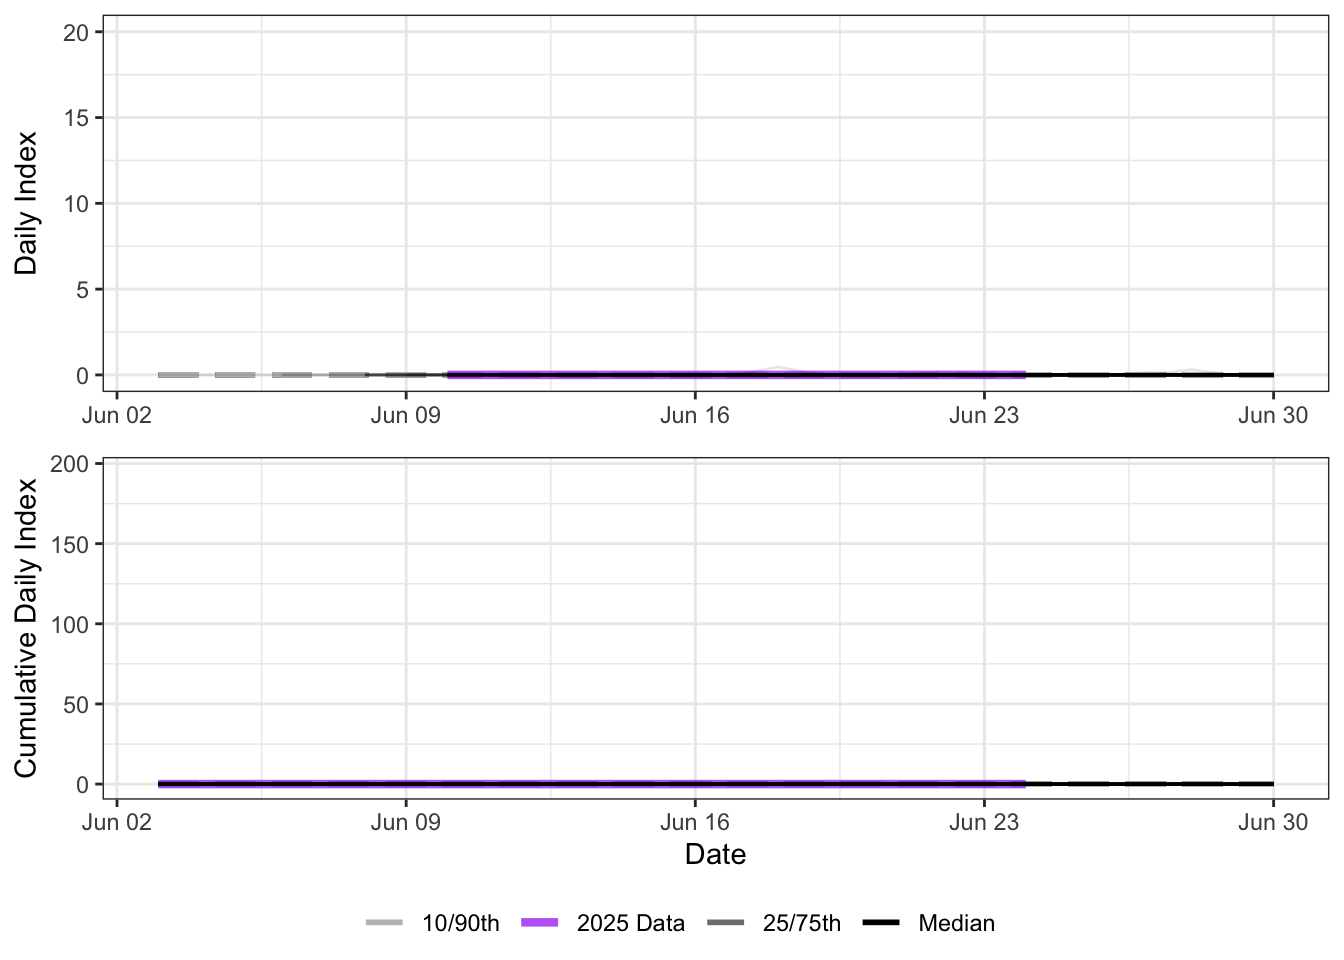 Daily Index
20
15
10
5
0
Jun 02 Jun 09 Jun 16 Jun 23 Jun 30
Cumulative Daily Index
200
150
100
50
0
Jun 02 Jun 09 Jun 16 Jun 23 Jun 30
Date
10/90th 2025 Data 25/75th Median